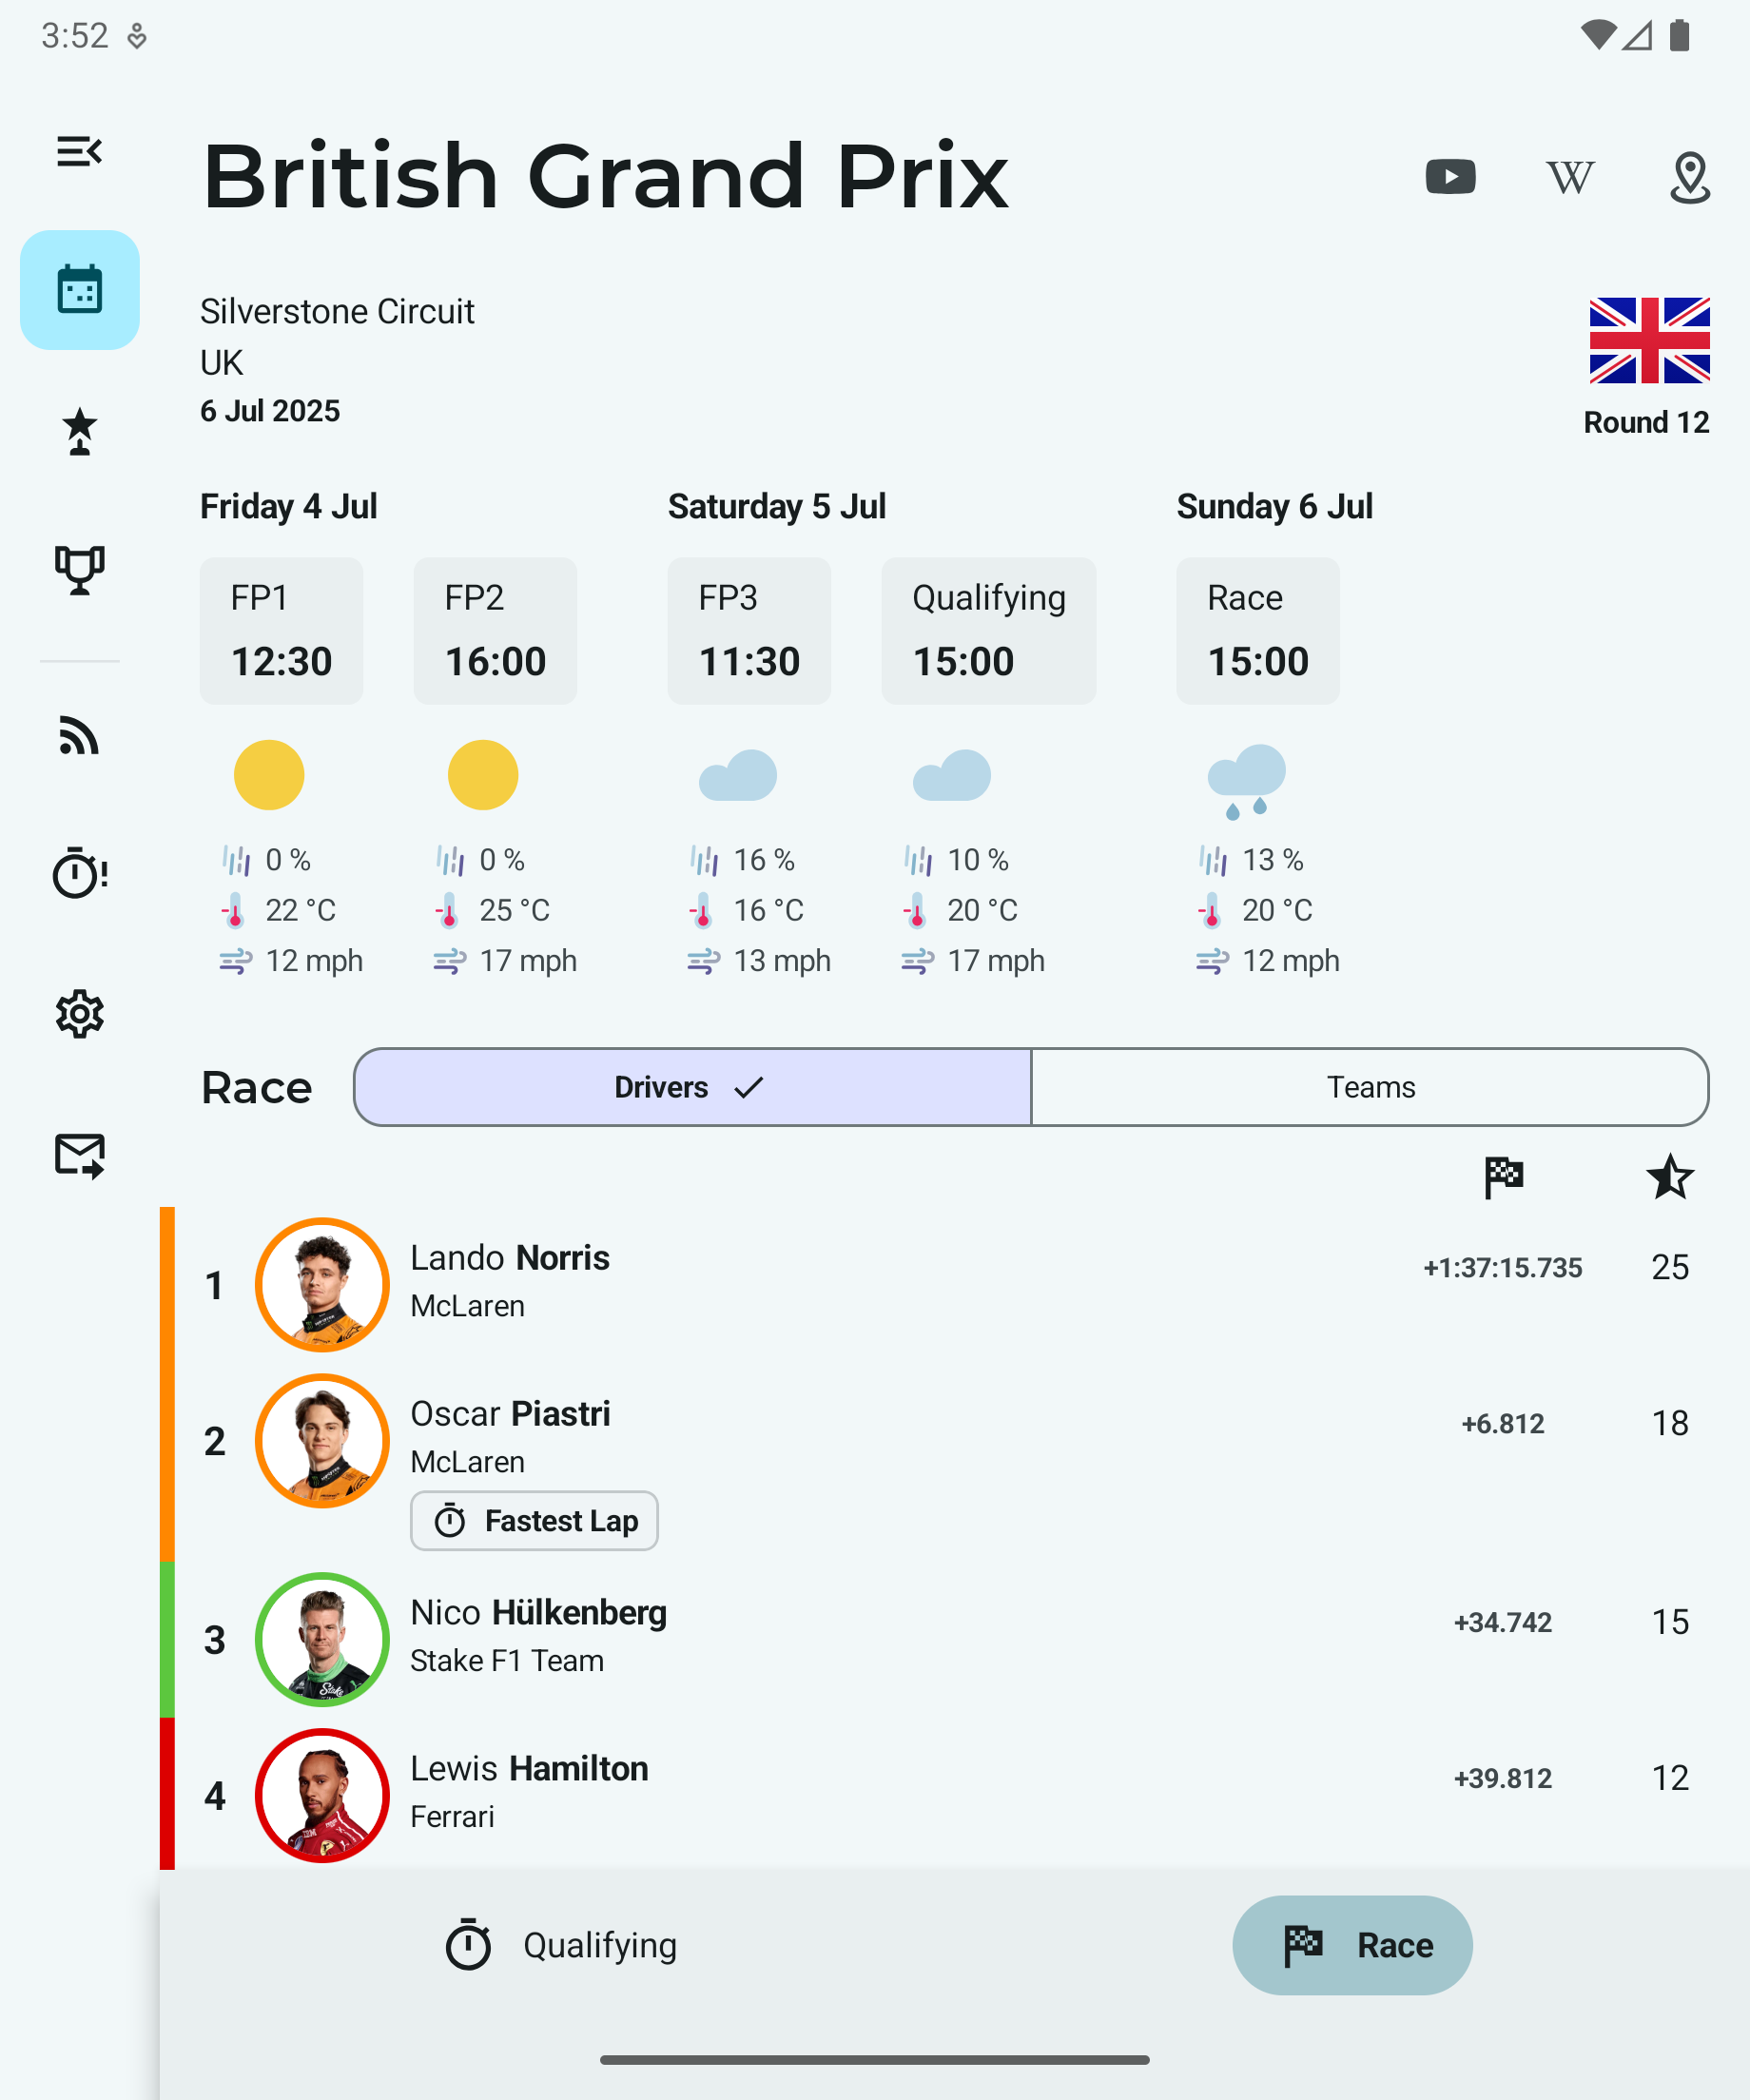 3:52
British Grand Prix
W
Silverstone Circuit
UK
6 Jul 2025
Round 12
Friday 4 Jul
Saturday 5 Jul
Sunday 6 Jul
FP1
12:30
FP2
16:00
FP3
11:30
Qualifying
15:00
Race
15:00
0 %
0 %
16 %
10 %
13 %
22 °C
25 °C
16 °C
20 °C
20 °C
12 mph
17 mph
13 mph
17 mph
12 mph
Race
Drivers
Teams
1
Lando Norris
McLaren
+1:37:15.735
25
2
Oscar Piastri
McLaren
Fastest Lap
+6.812
18
3
Nico Hülkenberg
Stake F1 Team
+34.742
15
4
Lewis Hamilton
Ferrari
+39.812
12
Qualifying
Race